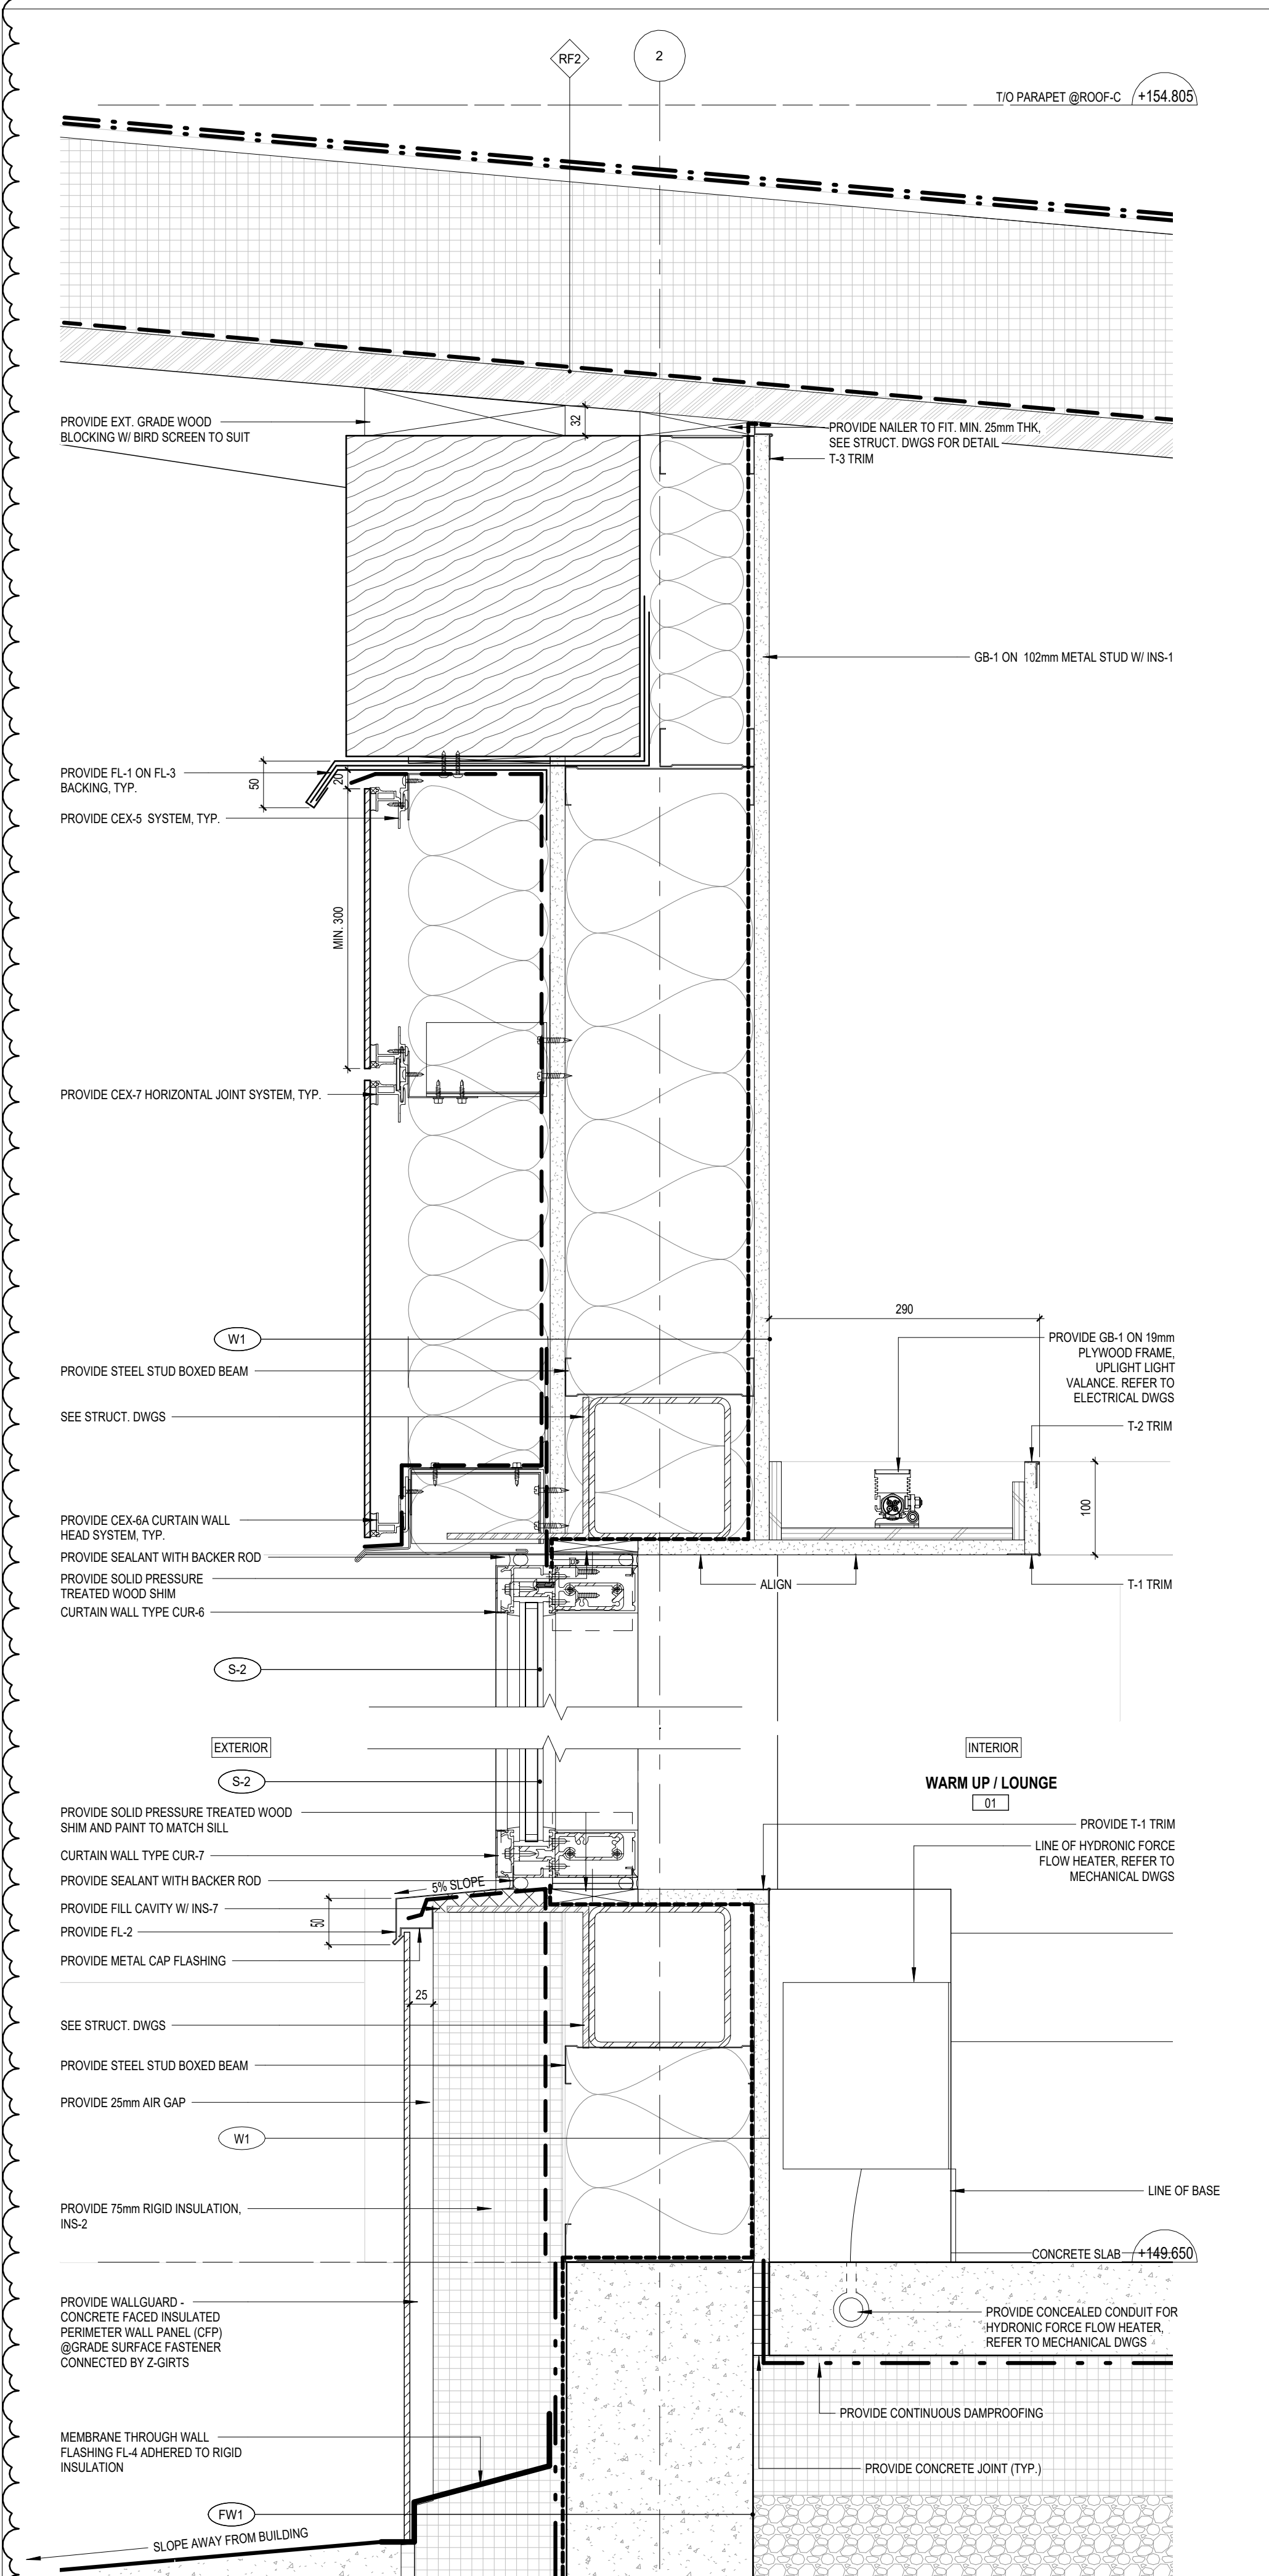 RF2
2
T/O PARAPET @ROOF-C
+154.805
PROVIDE EXT. GRADE WOOD
BLOCKING W/ BIRD SCREEN TO SUIT
32
PROVIDE NAILER TO FIT. MIN. 25mm THK,
SEE STRUCT. DWGS FOR DETAIL
T-3 TRIM
GB-1 ON 102mm METAL STUD W/ INS-1
PROVIDE FL-1 ON FL-3
BACKING, TYP.
50
20
PROVIDE CEX-5 SYSTEM, TYP.
MIN. 300
PROVIDE CEX-7 HORIZONTAL JOINT SYSTEM, TYP.
290
W1
PROVIDE GB-1 ON 19mm
PLYWOOD FRAME,
UPLIGHT LIGHT
VALANCE. REFER TO
ELECTRICAL DWGS
PROVIDE STEEL STUD BOXED BEAM
SEE STRUCT. DWGS
T-2 TRIM
100
PROVIDE CEX-6A CURTAIN WALL
HEAD SYSTEM, TYP.
PROVIDE SEALANT WITH BACKER ROD
PROVIDE SOLID PRESSURE
TREATED WOOD SHIM
ALIGN
T-1 TRIM
CURTAIN WALL TYPE CUR-6
S-2
EXTERIOR
INTERIOR
S-2
WARM UP / LOUNGE
01
PROVIDE SOLID PRESSURE TREATED WOOD
SHIM AND PAINT TO MATCH SILL
PROVIDE T-1 TRIM
LINE OF HYDRONIC FORCE
FLOW HEATER, REFER TO
MECHANICAL DWGS
CURTAIN WALL TYPE CUR-7
PROVIDE SEALANT WITH BACKER ROD
5% SLOPE
PROVIDE FILL CAVITY W/ INS-7
50
PROVIDE FL-2
PROVIDE METAL CAP FLASHING
25
SEE STRUCT. DWGS
PROVIDE STEEL STUD BOXED BEAM
PROVIDE 25mm AIR GAP
W1
LINE OF BASE
PROVIDE 75mm RIGID INSULATION,
INS-2
CONCRETE SLAB
+149.650
PROVIDE WALLGUARD -
CONCRETE FACED INSULATED
PERIMETER WALL PANEL (CFP)
@GRADE SURFACE FASTENER
CONNECTED BY Z-GIRTS
PROVIDE CONCEALED CONDUIT FOR
HYDRONIC FORCE FLOW HEATER,
REFER TO MECHANICAL DWGS
PROVIDE CONTINUOUS DAMPROOFING
MEMBRANE THROUGH WALL
FLASHING FL-4 ADHERED TO RIGID
INSULATION
PROVIDE CONCRETE JOINT (TYP.)
FW1
SLOPE AWAY FROM BUILDING